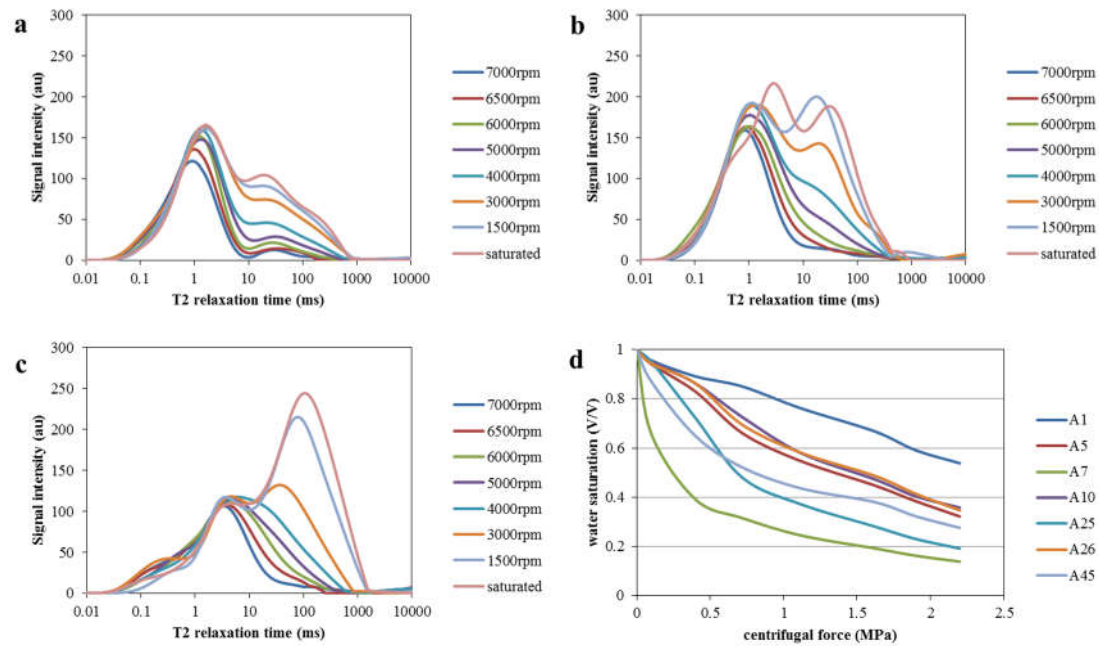 a
300
250
200
150
100
50
0
Signal intensity (au)
0.01 0.1 1 10 100 1000 10000
T2 relaxation time (ms)
7000rpm
6500rpm
6000rpm
5000rpm
4000rpm
3000rpm
1500rpm
saturated
b
300
250
200
150
100
50
0
Signal intensity (au)
0.01 0.1 1 10 100 1000 10000
T2 relaxation time (ms)
7000rpm
6500rpm
6000rpm
5000rpm
4000rpm
3000rpm
1500rpm
saturated
c
300
250
200
150
100
50
0
Signal intensity (au)
0.01 0.1 1 10 100 1000 10000
T2 relaxation time (ms)
7000rpm
6500rpm
6000rpm
5000rpm
4000rpm
3000rpm
1500rpm
saturated
d
1
0.8
0.6
0.4
0.2
0
water saturation (V/V)
0 0.5 1 1.5 2 2.5
centrifugal force (MPa)
A1
A5
A7
A10
A25
A26
A45